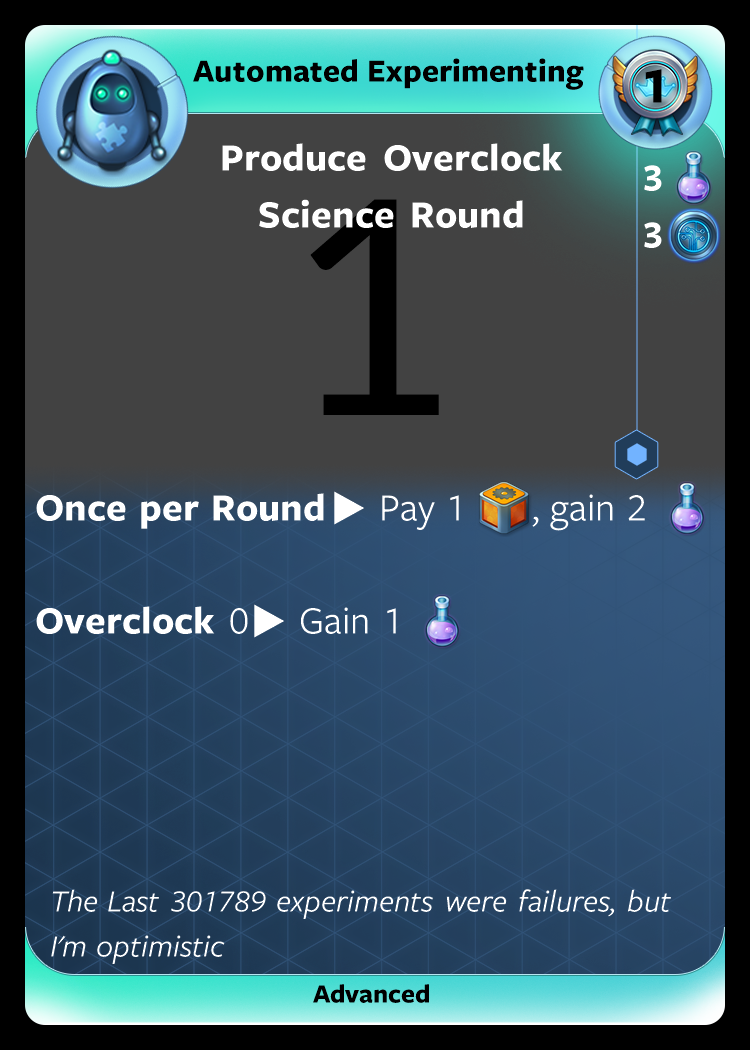 Automated Experimenting
1
Produce Overclock
3
Science Round
3
1
Once per Round▶ Pay 1 , gain 2
Overclock 0▶ Gain 1
The Last 301789 experiments were failures, but
I'm optimistic
Advanced